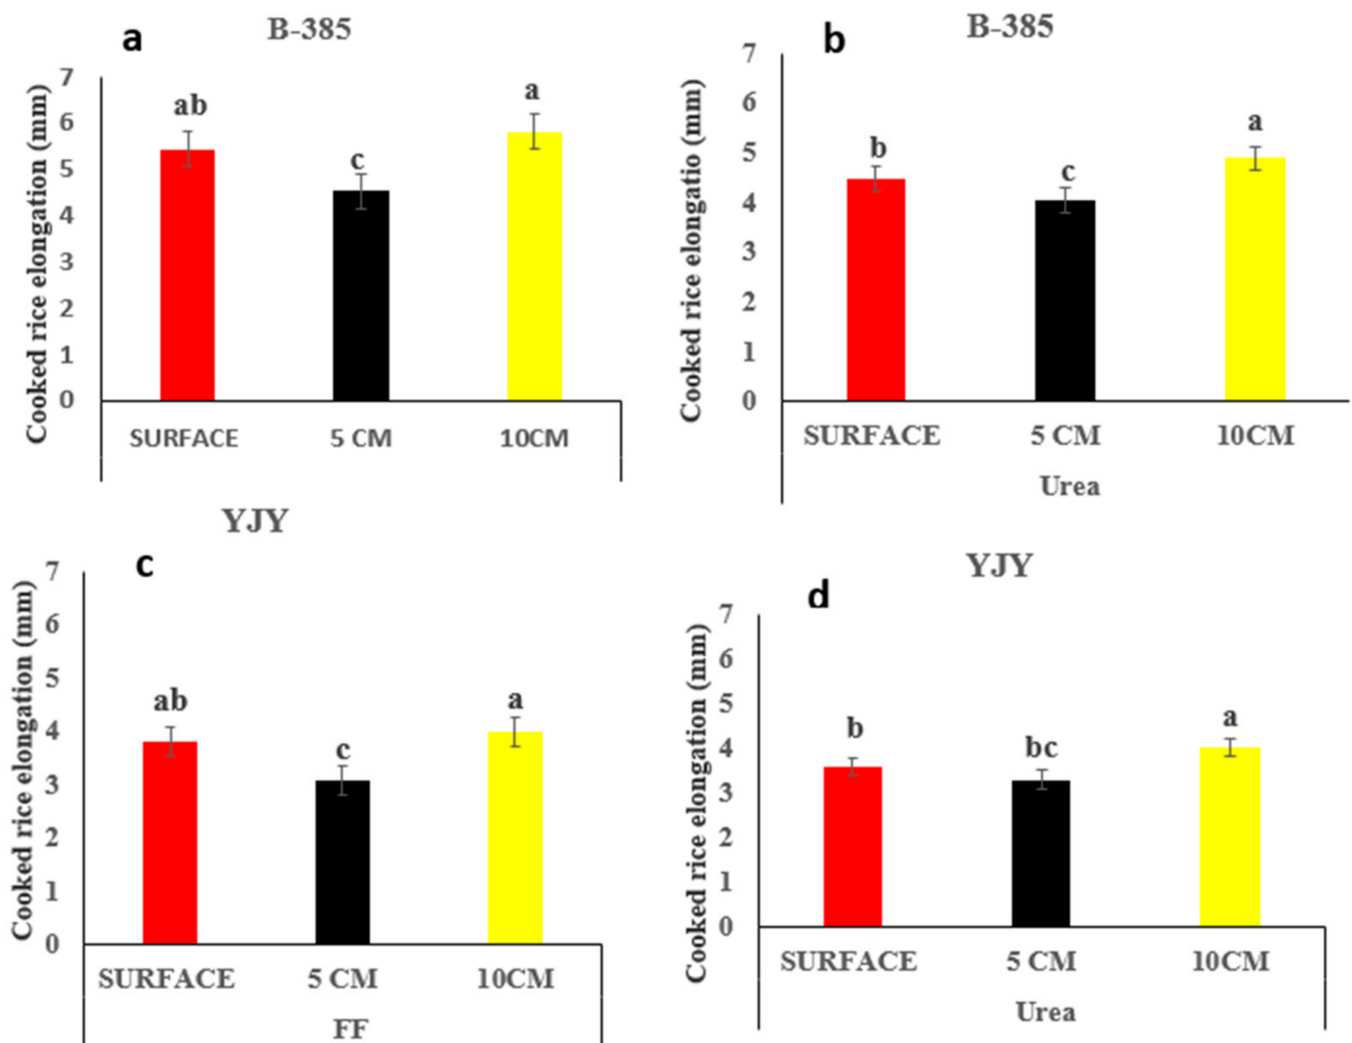 a
B-385
Cooked rice elongation (mm)
7
6
5
4
3
2
1
0
ab
c
a
SURFACE 5 CM 10CM
b
B-385
Cooked rice elongatio (mm)
7
6
5
4
3
2
1
0
b
c
a
SURFACE 5 CM 10CM
Urea
YJY
c
Cooked rice elongation (mm)
7
6
5
4
3
2
1
0
ab
c
a
SURFACE 5 CM 10CM
FF
YJY
d
Cooked rice elongation (mm)
7
6
5
4
3
2
1
0
b
bc
a
SURFACE 5 CM 10CM
Urea